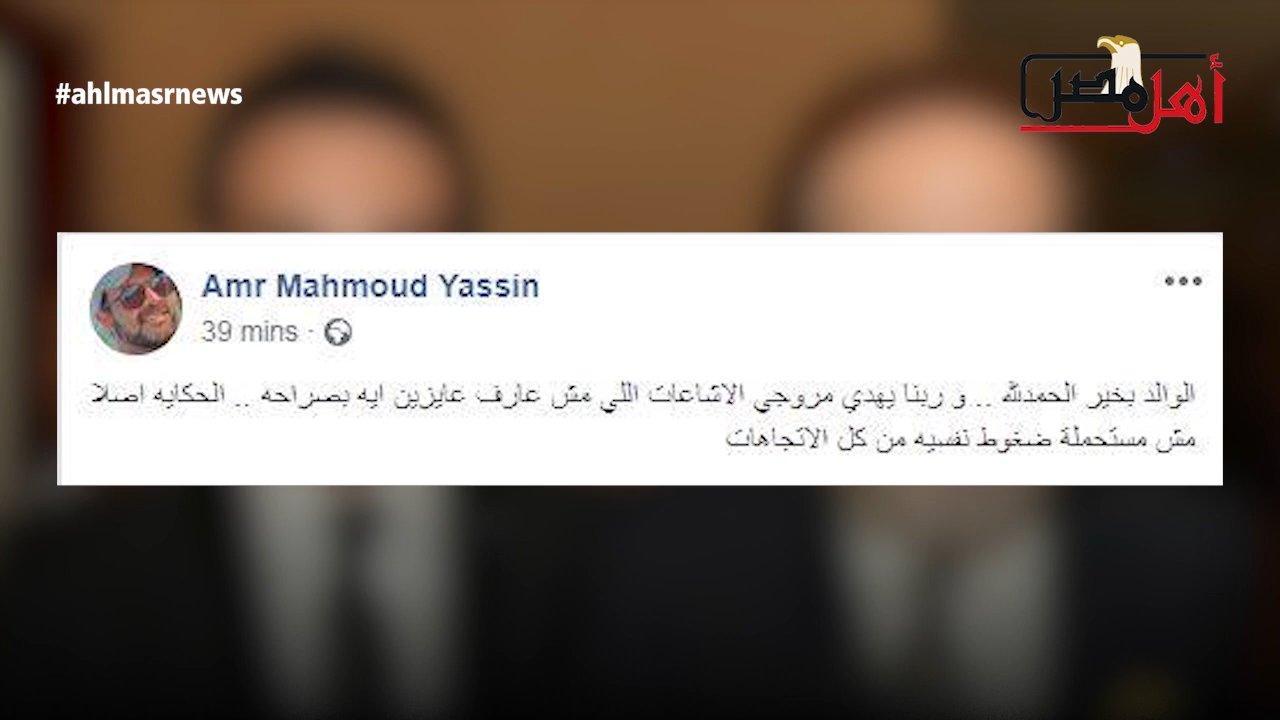 #ahlmasrnews
أهل مصر
Amr Mahmoud Yassin
39 mins ·
الوالد بخير الحمدلله .. و ربنا يهدي مروجي الاشاعات اللي مش عارف عايزين ايه بصراحه .. الحكايه اصلا
مش مستحملة ضغوط نفسيه من كل الاتجاهات